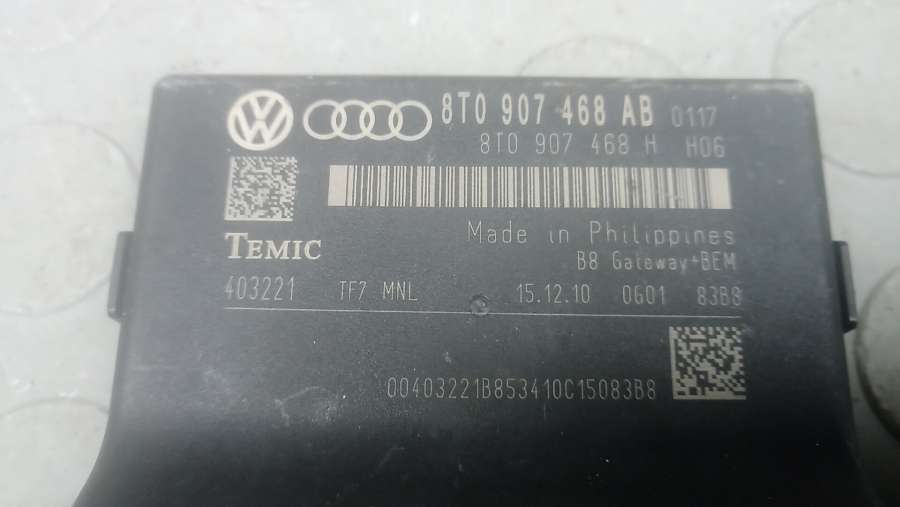 8T0 907 468 AB 0117
8T0 907 468 H H06
TEMIC
Made in Philippines
B8 Gateway+BEM
403221 TF7 MNL 15.12.10 0601 83B8
00403221B853410C15083B8